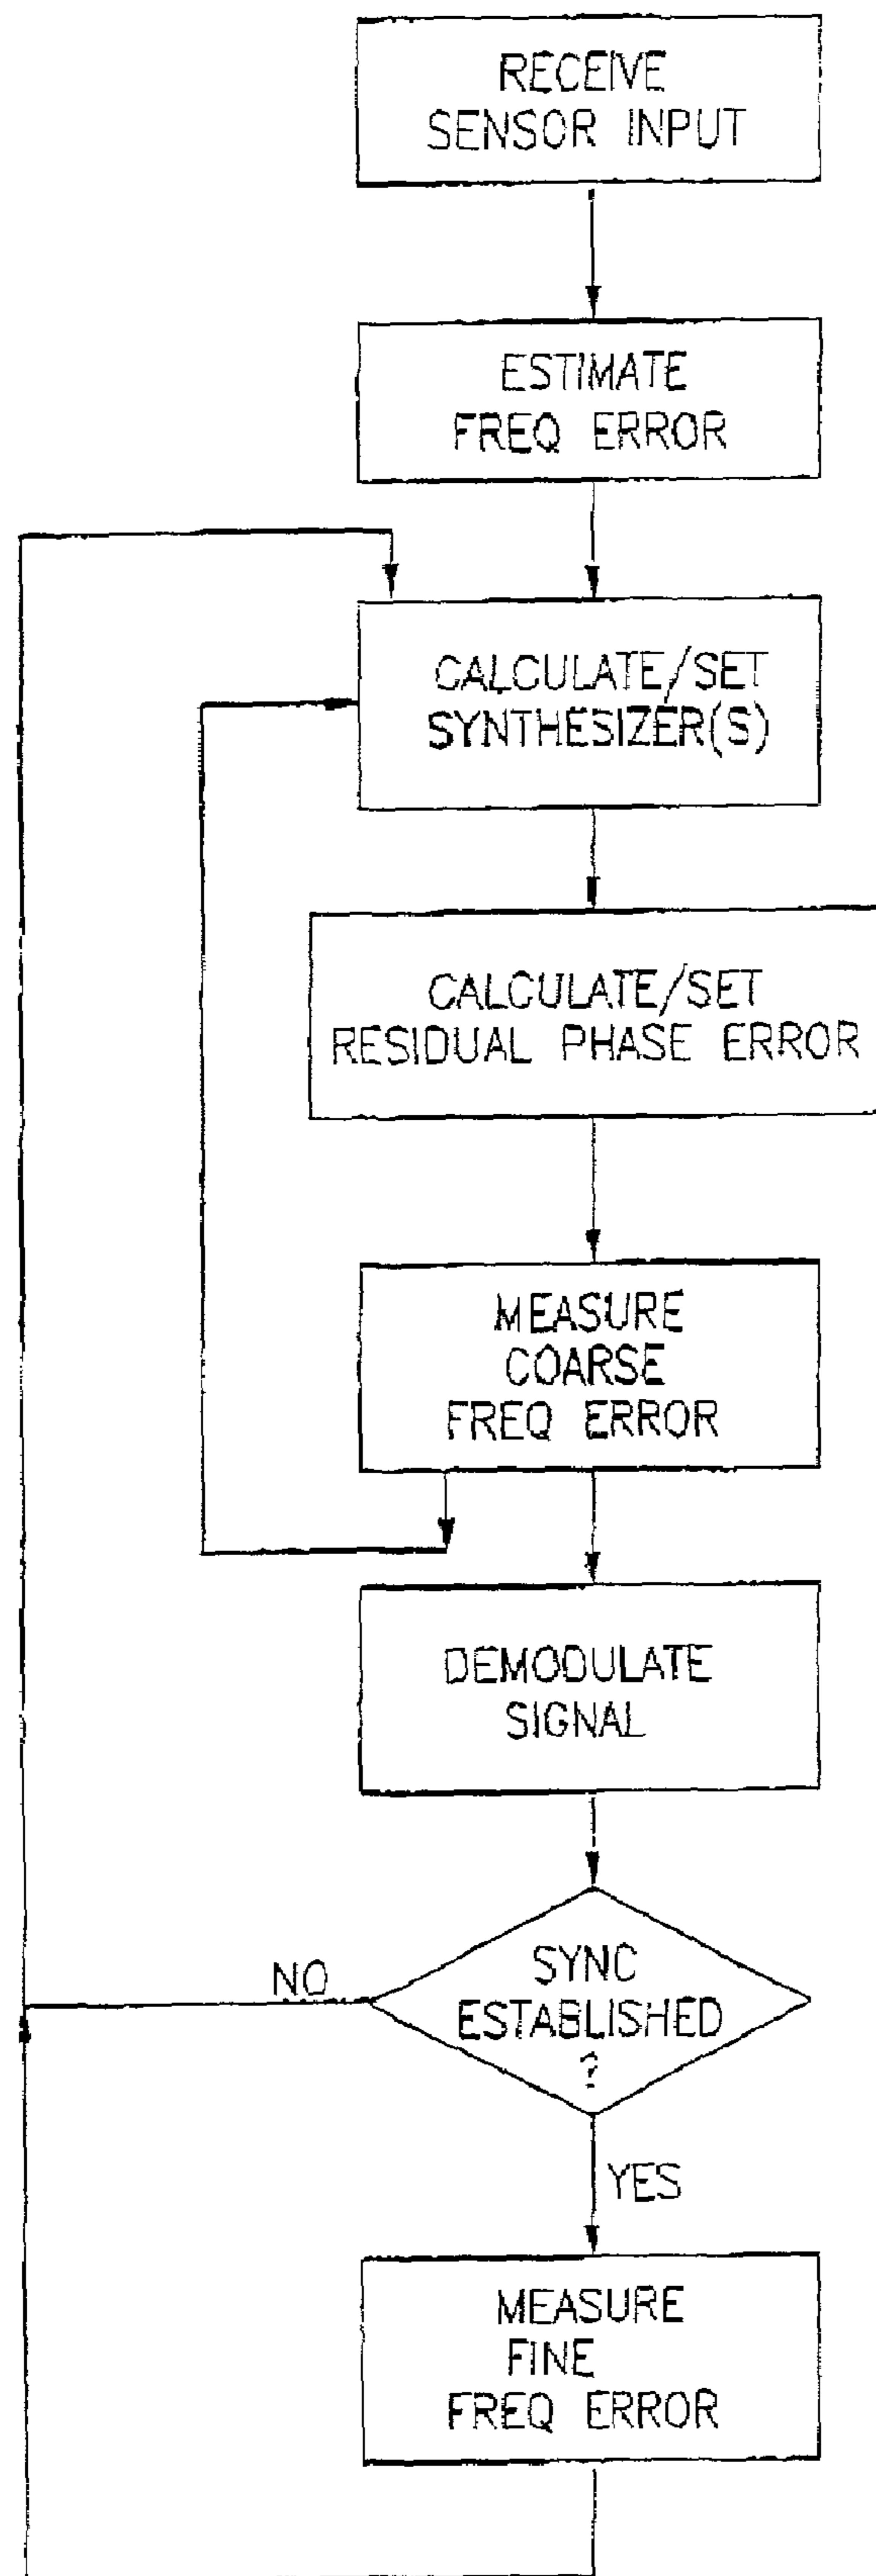 RECEIVE
SENSOR INPUT
ESTIMATE
FREQ ERROR
CALCULATE/SET
SYNTHESIZER(S)
CALCULATE/SET
RESIDUAL PHASE ERROR
MEASURE
COARSE
FREQ ERROR
DEMODULATE
SIGNAL
NO
SYNC
ESTABLISHED
?
YES
MEASURE
FINE
FREQ ERROR